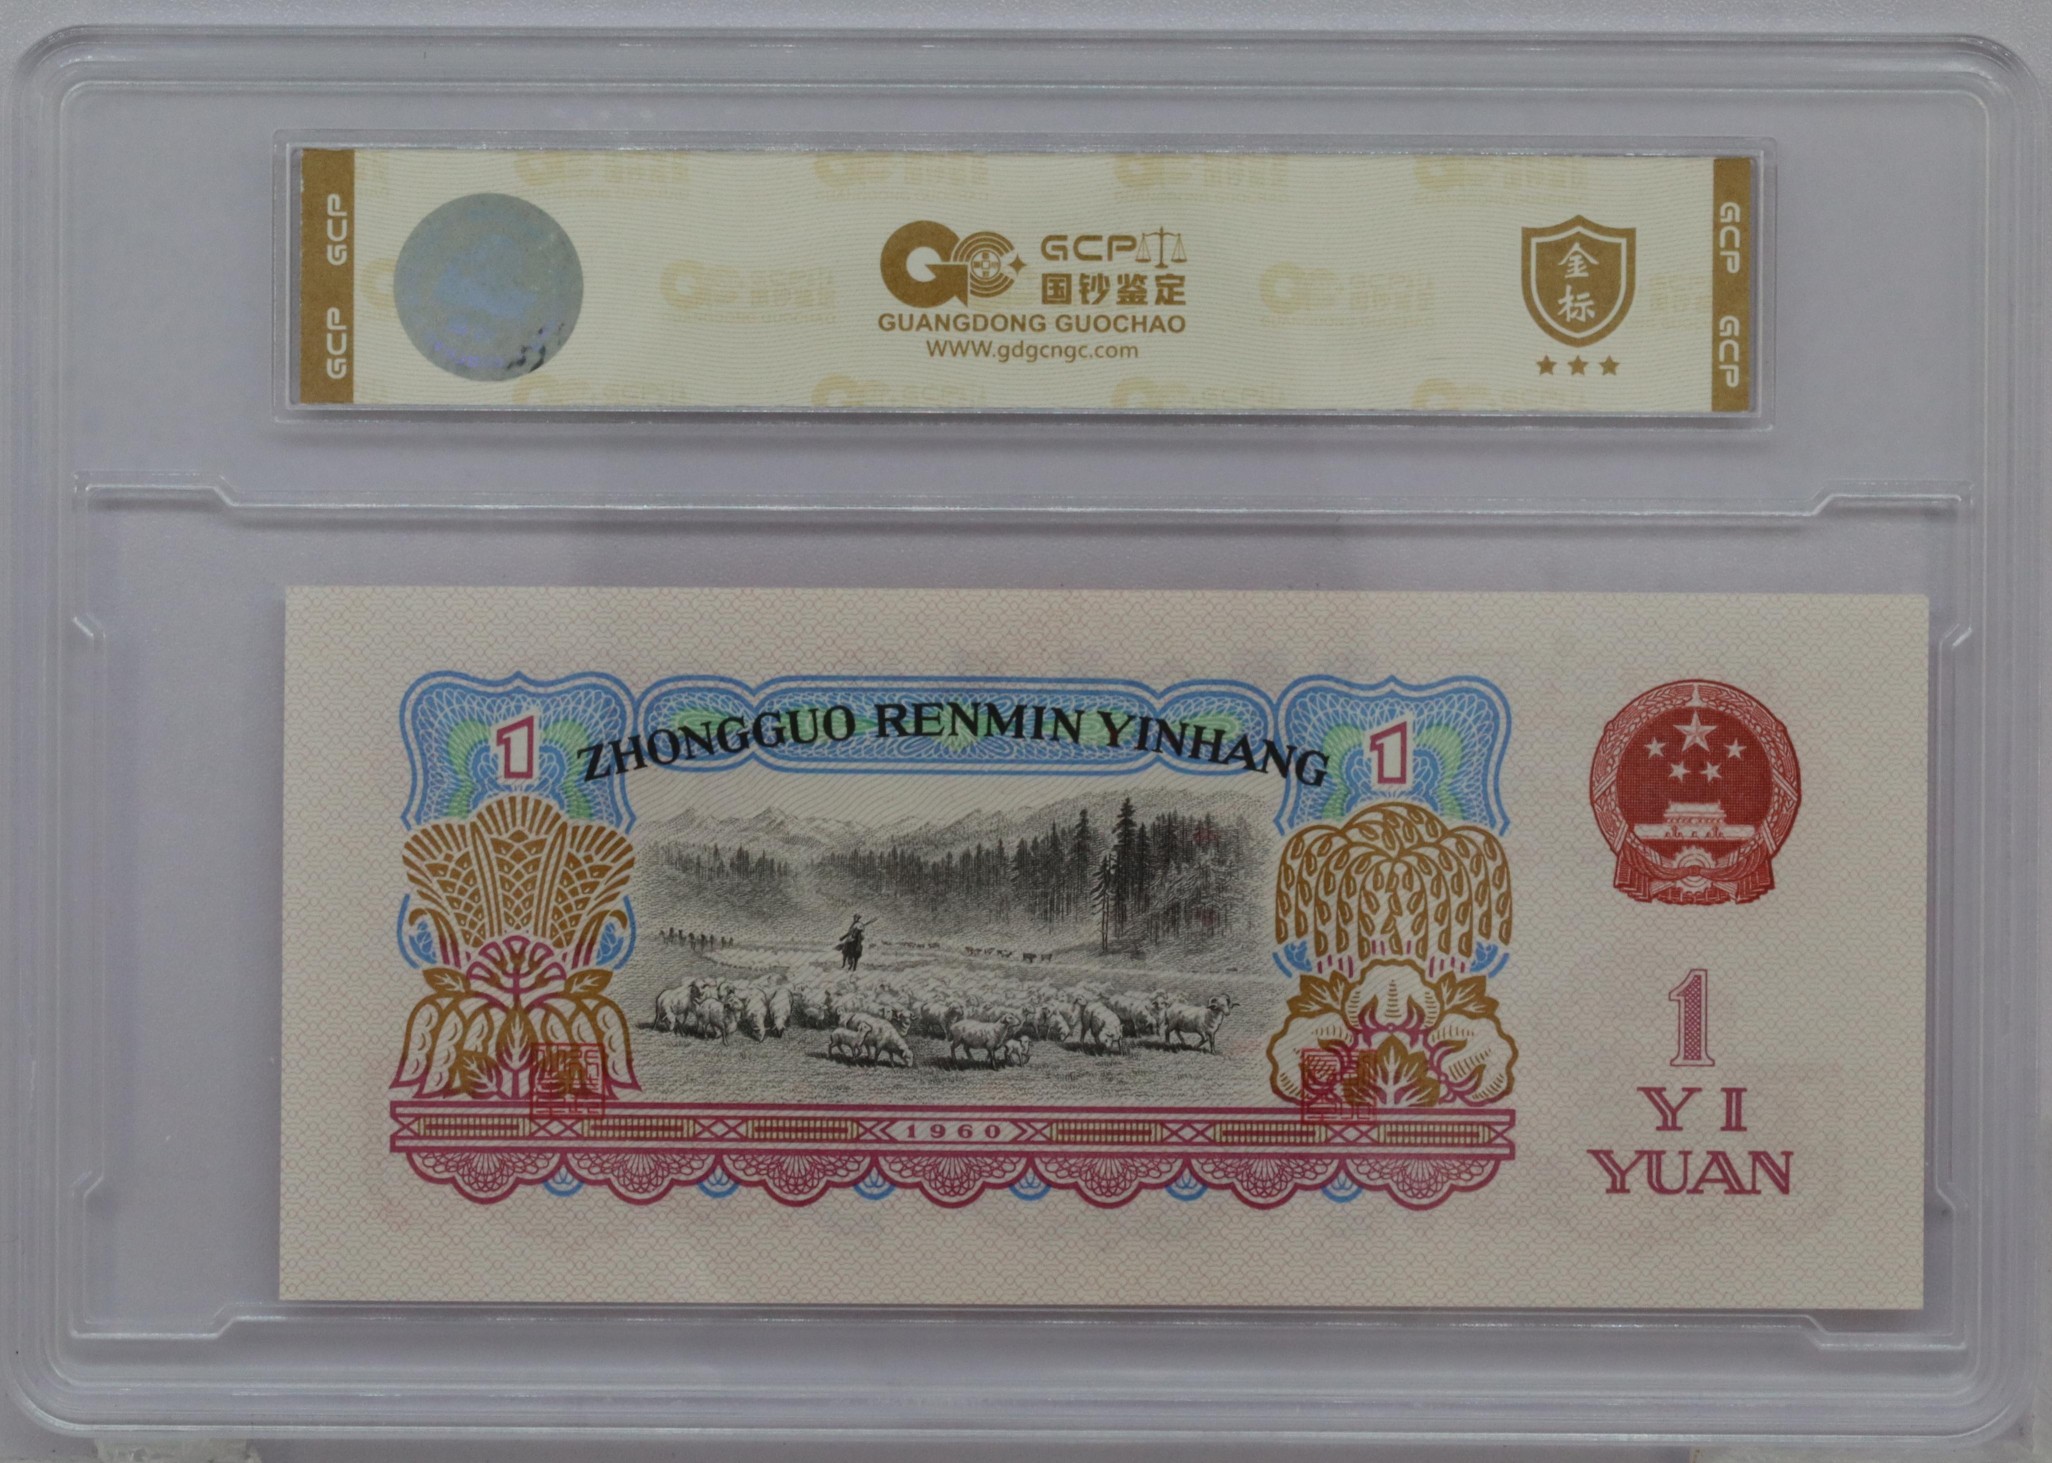 GCP GCP
GCP
国钞鉴定
GUANGDONG GUOCHAO
WWW.gdgcngc.com
金
标
GCP GCP
1
ZHONGGUO RENMIN YINHANG
1
1960
1
YI
YUAN